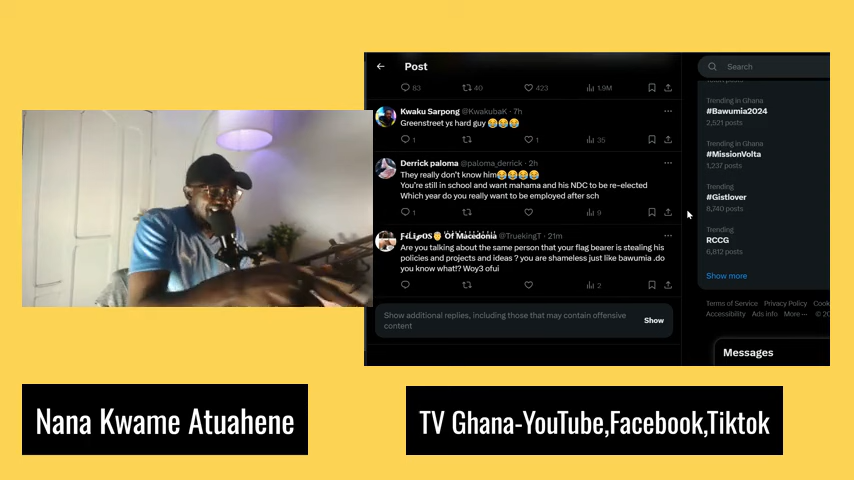 Post
Search
83 40 423 1.9M
Trending in Ghana
#Bawumia2024
2,521 posts
Trending in Ghana
#MissionVolta
1,237 posts
Trending
#Gistlover
8,740 posts
Trending
RCCG
6,812 posts
Show more
Terms of Service Privacy Policy Cook
Accessibility Ads info More ··· © 20
Messages
Kwaku Sarpong @KwakubaK · 7h
Greenstreet yɛ hard guy 😂😂😂
1 1 35
Derrick paloma @paloma_derrick · 2h
They really don't know him😂😂😂😂
You're still in school and want mahama and his NDC to be re-elected
Which year do you really want to be employed after sch
1 9
Of Macedonia @TruekingT · 21m
Are you talking about the same person that your flag bearer is stealing his
policies and projects and ideas ? you are shameless just like bawumia .do
you know what!? Woy3 ofui
2
Show additional replies, including those that may contain offensive
content
Show
Nana Kwame Atuahene
TV Ghana-YouTube,Facebook,Tiktok